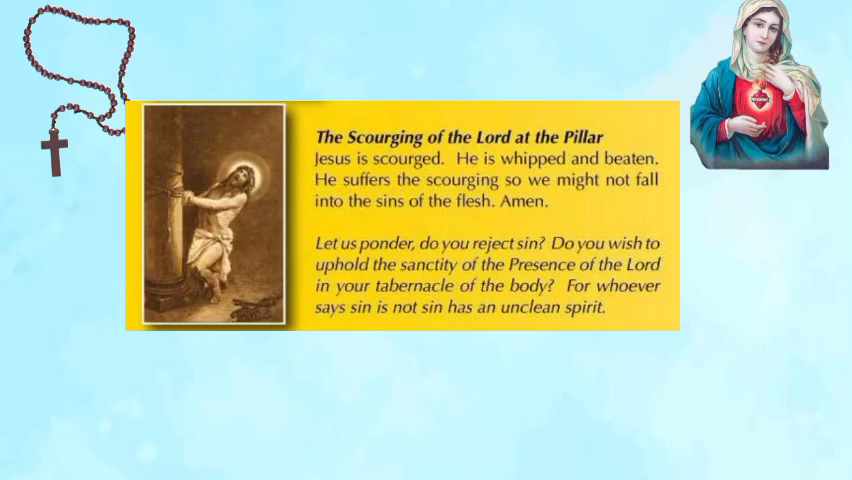 The Scourging of the Lord at the Pillar
Jesus is scourged. He is whipped and beaten.
He suffers the scourging so we might not fall
into the sins of the flesh. Amen.
Let us ponder, do you reject sin? Do you wish to
uphold the sanctity of the Presence of the Lord
in your tabernacle of the body? For whoever
says sin is not sin has an unclean spirit.